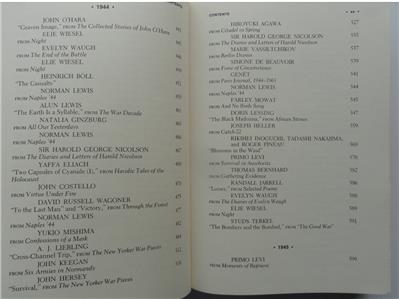 • 1944 •
JOHN O'HARA
"Graven Image," FROM The Collected Stories of John O'Hara
ELIE WIESEL
FROM Night
EVELYN WAUGH
FROM The End of the Battle
HEINRICH BÖLL
"The Casualty"
NORMAN LEWIS
FROM Naples '44
ALUN LEWIS
"The Earth Is a Syllable," FROM The War Decade
NATALIA GINZBURG
FROM All Our Yesterdays
NORMAN LEWIS
FROM Naples '44
SIR HAROLD GEORGE NICOLSON
FROM The Diaries and Letters of Harold Nicolson
YAFFA ELIACH
"Two Capsules of Cyanide (I)," FROM Hasidic Tales of the
Holocaust
JOHN COSTELLO
FROM Virtue Under Fire
DAVID RUSSELL WAGONER
"To the Last Man" and "Victory," FROM Through the Forest
NORMAN LEWIS
FROM Naples '44
YUKIO MISHIMA
FROM Confessions of a Mask
A. J. LIEBLING
"Cross-Channel Trip," FROM The New Yorker War Pieces
JOHN KEEGAN
FROM Six Armies in Normandy
JOHN HERSEY
"Survival," FROM The New Yorker War Pieces
CONTENTS
HIROYUKI AGAWA
FROM Citadel in Spring 527
SIR HAROLD GEORGE NICOLSON
FROM The Diaries and Letters of Harold Nicolson
MARIE VASSILTCHIKOV
FROM Berlin Diaries
SIMONE DE BEAUVOIR
FROM Force of Circumstance
GENÊT
FROM Paris Journal, 1944-1965
NORMAN LEWIS
FROM Naples '44
FARLEY MOWAT
FROM And No Birds Sang
DORIS LESSING
"The Black Madonna," FROM African Stories
JOSEPH HELLER
FROM Catch-22
RIKIHEI INOGUCHI, TADASHI NAKAJIMA,
and ROGER PINEAU
"Blossoms in the Wind"
PRIMO LEVI
FROM Survival in Auschwitz
THOMAS BERNHARD
FROM Gathering Evidence
RANDALL JARRELL
"Losses," FROM Selected Poems
EVELYN WAUGH
FROM The Diaries of Evelyn Waugh
ELIE WIESEL
FROM Night
STUDS TERKEL
"The Bombers and the Bombed," FROM "The Good War"
• 1945 •
PRIMO LEVI
FROM Moments of Reprieve